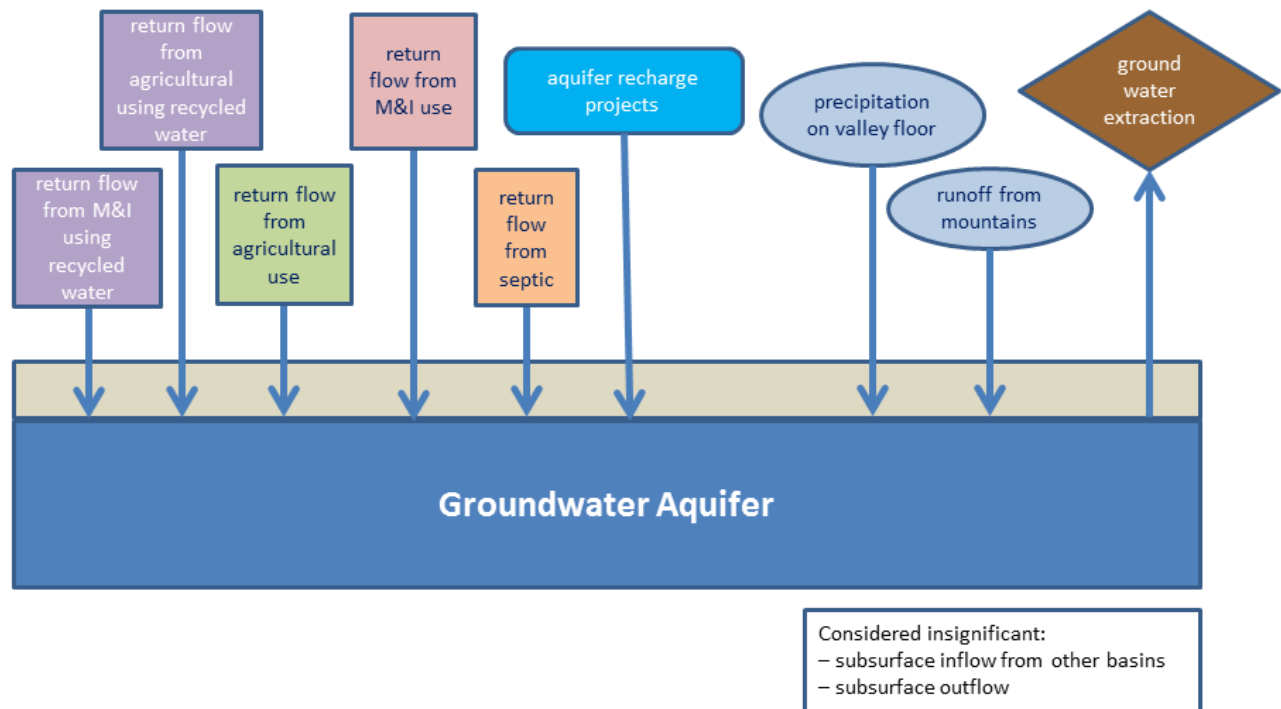 return flow
from
agricultural
using recycled
water
return
flow from
M&I use
aquifer recharge
projects
precipitation
on valley floor
ground
water
extraction
return flow
from M&I
using
recycled
water
return flow
from
agricultural
use
return
flow
from
septic
runoff from
mountains
Groundwater Aquifer
Considered insignificant:
– subsurface inflow from other basins
– subsurface outflow